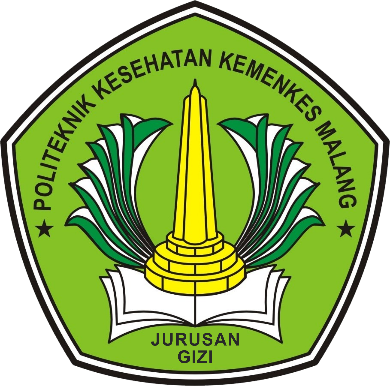 POLITEKNIK KESEHATAN KEMENKES MALANG
JURUSAN
GIZI